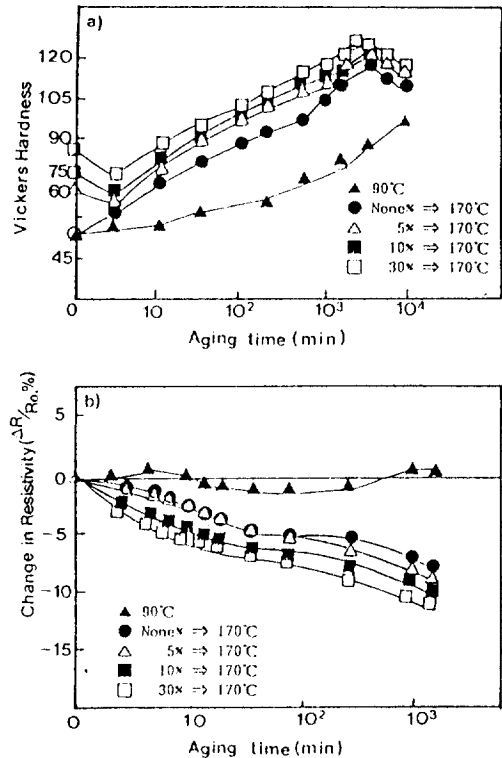 a)
120
105
90
75
60
45
Vickers Hardness
▲ 90℃
● None% ⇒ 170℃
△ 5% ⇒ 170℃
■ 10% ⇒ 170℃
□ 30% ⇒ 170℃
0 10 10² 10³ 10⁴
Aging time (min)
b)
5
0
-5
-10
-15
Change in Resistivity (ΔR/Ro.%)
▲ 90℃
● None% ⇒ 170℃
△ 5% ⇒ 170℃
■ 10% ⇒ 170℃
□ 30% ⇒ 170℃
0 10 10² 10³
Aging time (min)